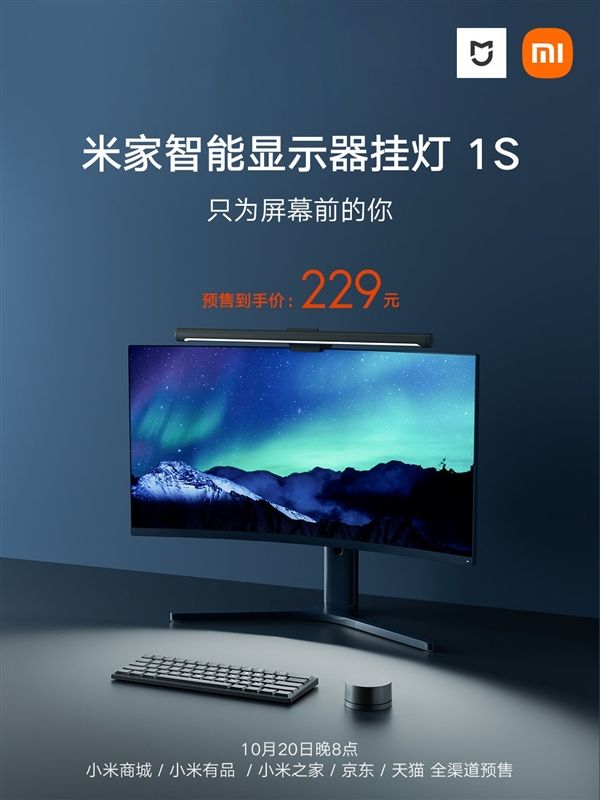 米家智能显示器挂灯 1S
只为屏幕前的你
预售到手价：229元
10月20日晚8点
小米商城 / 小米有品 / 小米之家 / 京东 / 天猫 全渠道预售